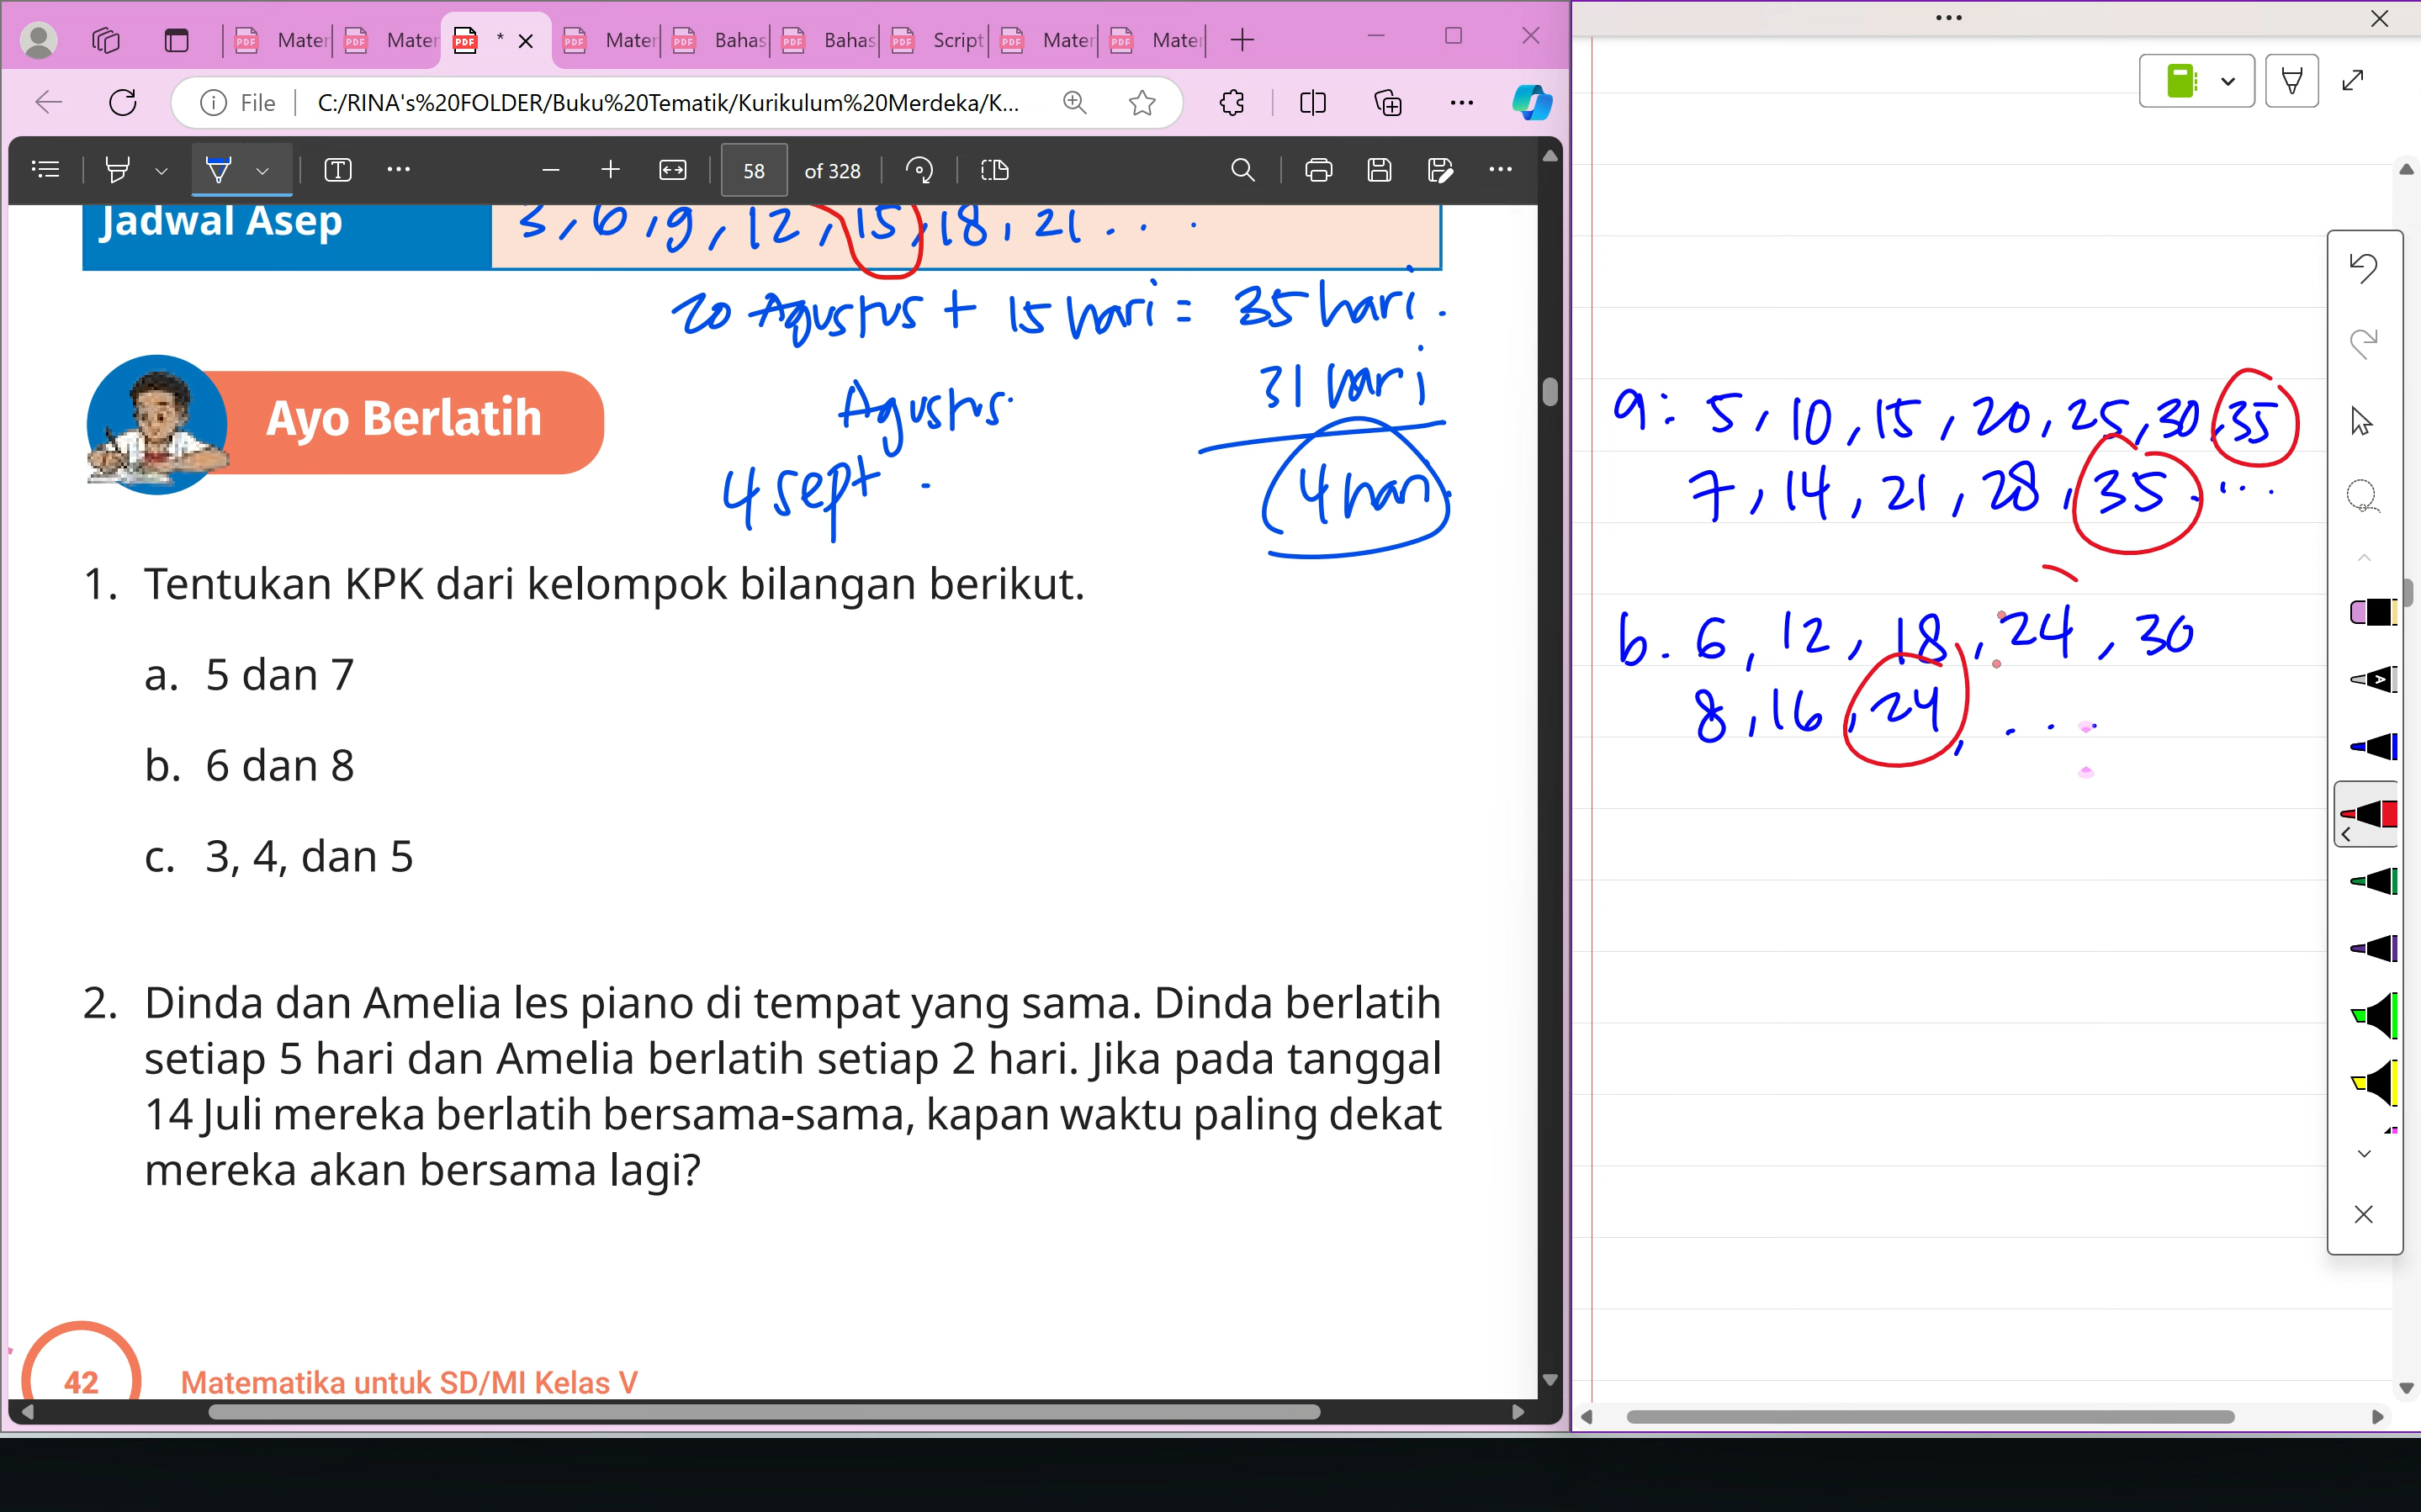 Mater
Mater
*
Mater
Bahas
Bahas
Script
Mater
Mater
File
C:/RINA's%20FOLDER/Buku%20Tematik/Kurikulum%20Merdeka/K...
58 of 328
Jadwal Asep
3, 6, 9, 12, 15, 18, 21 ...
20 Agustus + 15 hari = 35 hari.
Agustus. 31 hari
4 sept. 4 hari
Ayo Berlatih
1. Tentukan KPK dari kelompok bilangan berikut.
a. 5 dan 7
b. 6 dan 8
c. 3, 4, dan 5
2. Dinda dan Amelia les piano di tempat yang sama. Dinda berlatih
setiap 5 hari dan Amelia berlatih setiap 2 hari. Jika pada tanggal
14 Juli mereka berlatih bersama-sama, kapan waktu paling dekat
mereka akan bersama lagi?
42 Matematika untuk SD/MI Kelas V
a: 5, 10, 15, 20, 25, 30, 35
7, 14, 21, 28, 35. ...
b. 6, 12, 18, 24, 30
8, 16, 24, ...